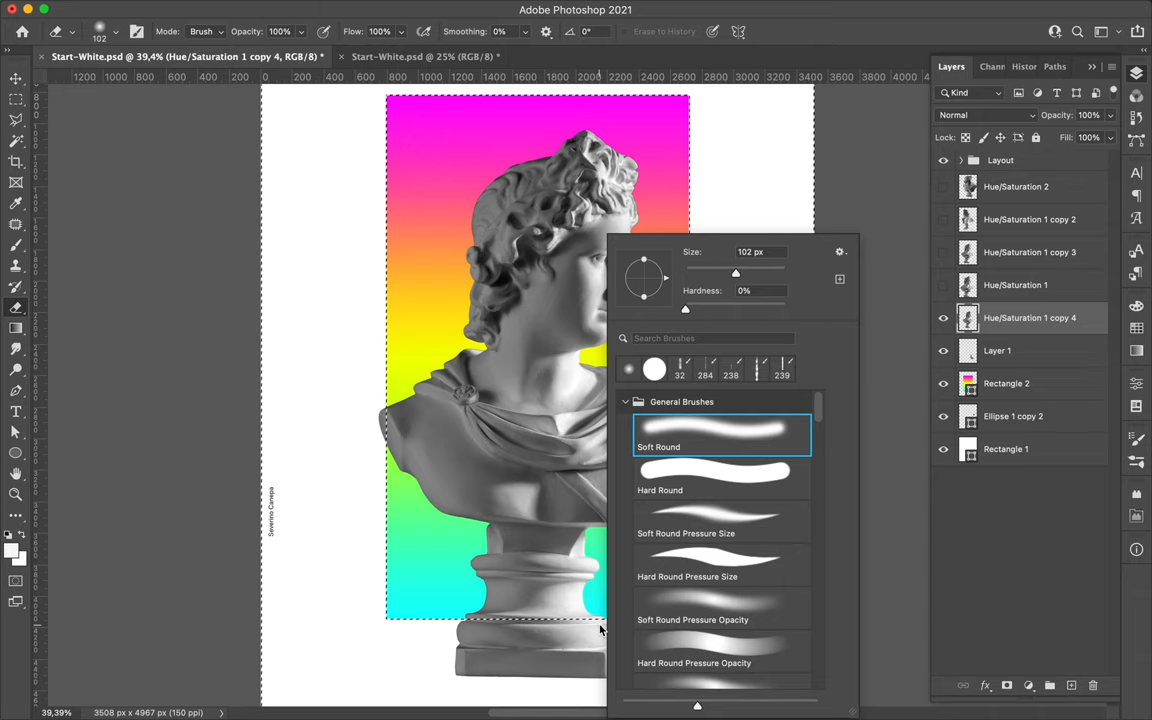 Adobe Photoshop 2021
102
Mode: Brush Opacity: 100% Flow: 100% Smoothing: 0% 0° Erase to History
Start-White.psd @ 39,4% (Hue/Saturation 1 copy 4, RGB/8) * Start-White.psd @ 25% (RGB/8) *
1200 1000 800 600 400 200 0 200 400 600 800 1000 1200 1400 1600 1800 2000 2200 2400 2600 2800 3000 3200 3400 3600 3800 4000
Layers Chann Histor Paths
Kind
Normal Opacity: 100%
Lock: Fill: 100%
Layout
Hue/Saturation 2
Hue/Saturation 1 copy 2
Hue/Saturation 1 copy 3
Hue/Saturation 1
Hue/Saturation 1 copy 4
Layer 1
Rectangle 2
Ellipse 1 copy 2
Rectangle 1
Size: 102 px
Hardness: 0%
Search Brushes
32 284 238 239
General Brushes
Soft Round
Hard Round
Soft Round Pressure Size
Hard Round Pressure Size
Soft Round Pressure Opacity
Hard Round Pressure Opacity
Severino Canepa
39,39% 3508 px x 4967 px (150 ppi)